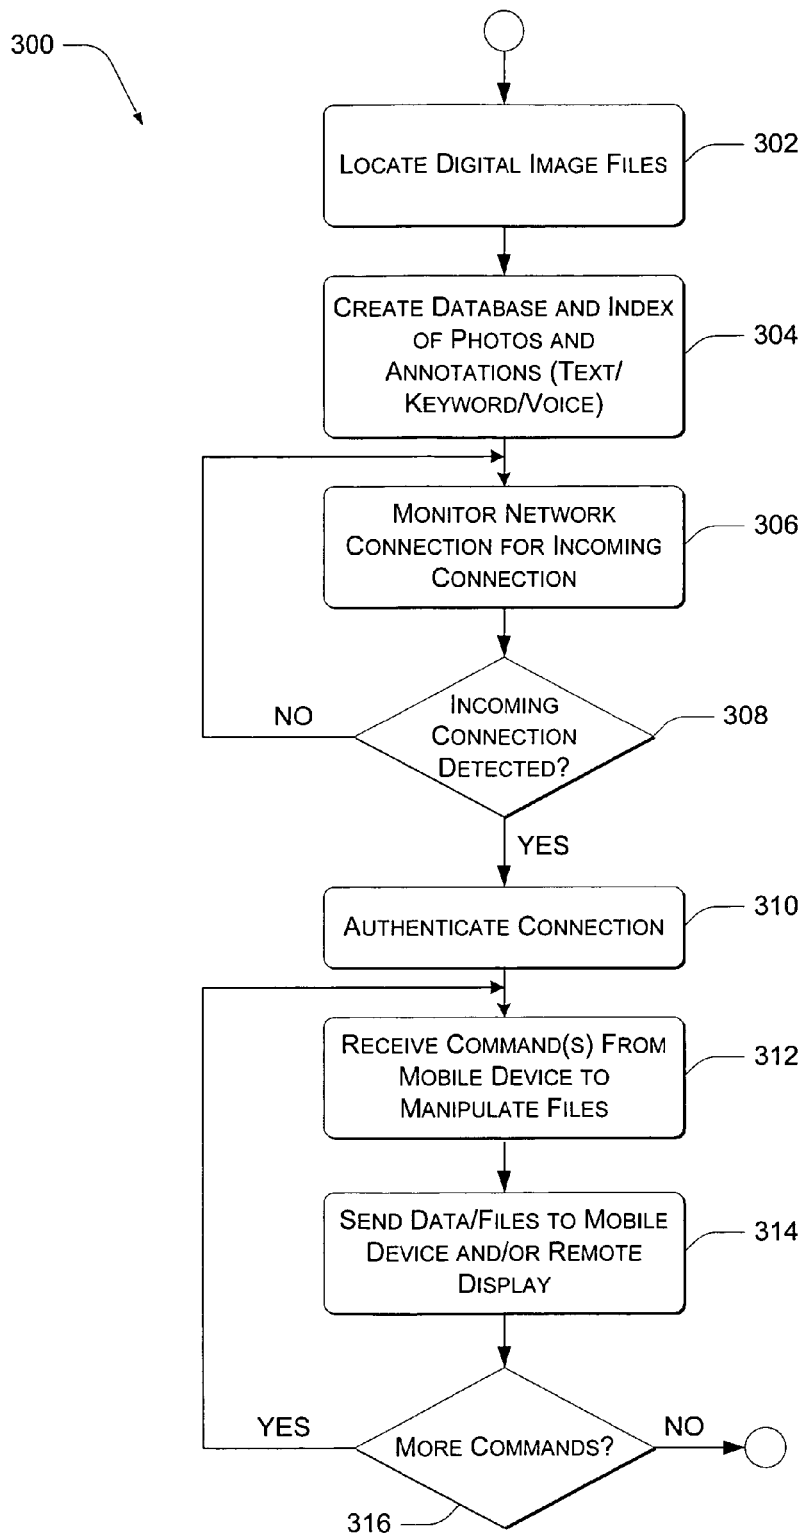 300
LOCATE DIGITAL IMAGE FILES
302
CREATE DATABASE AND INDEX
OF PHOTOS AND
ANNOTATIONS (TEXT/
KEYWORD/VOICE)
304
MONITOR NETWORK
CONNECTION FOR INCOMING
CONNECTION
306
INCOMING
CONNECTION
DETECTED?
308
NO
YES
AUTHENTICATE CONNECTION
310
RECEIVE COMMAND(S) FROM
MOBILE DEVICE TO
MANIPULATE FILES
312
SEND DATA/FILES TO MOBILE
DEVICE AND/OR REMOTE
DISPLAY
314
YES
MORE COMMANDS?
NO
316